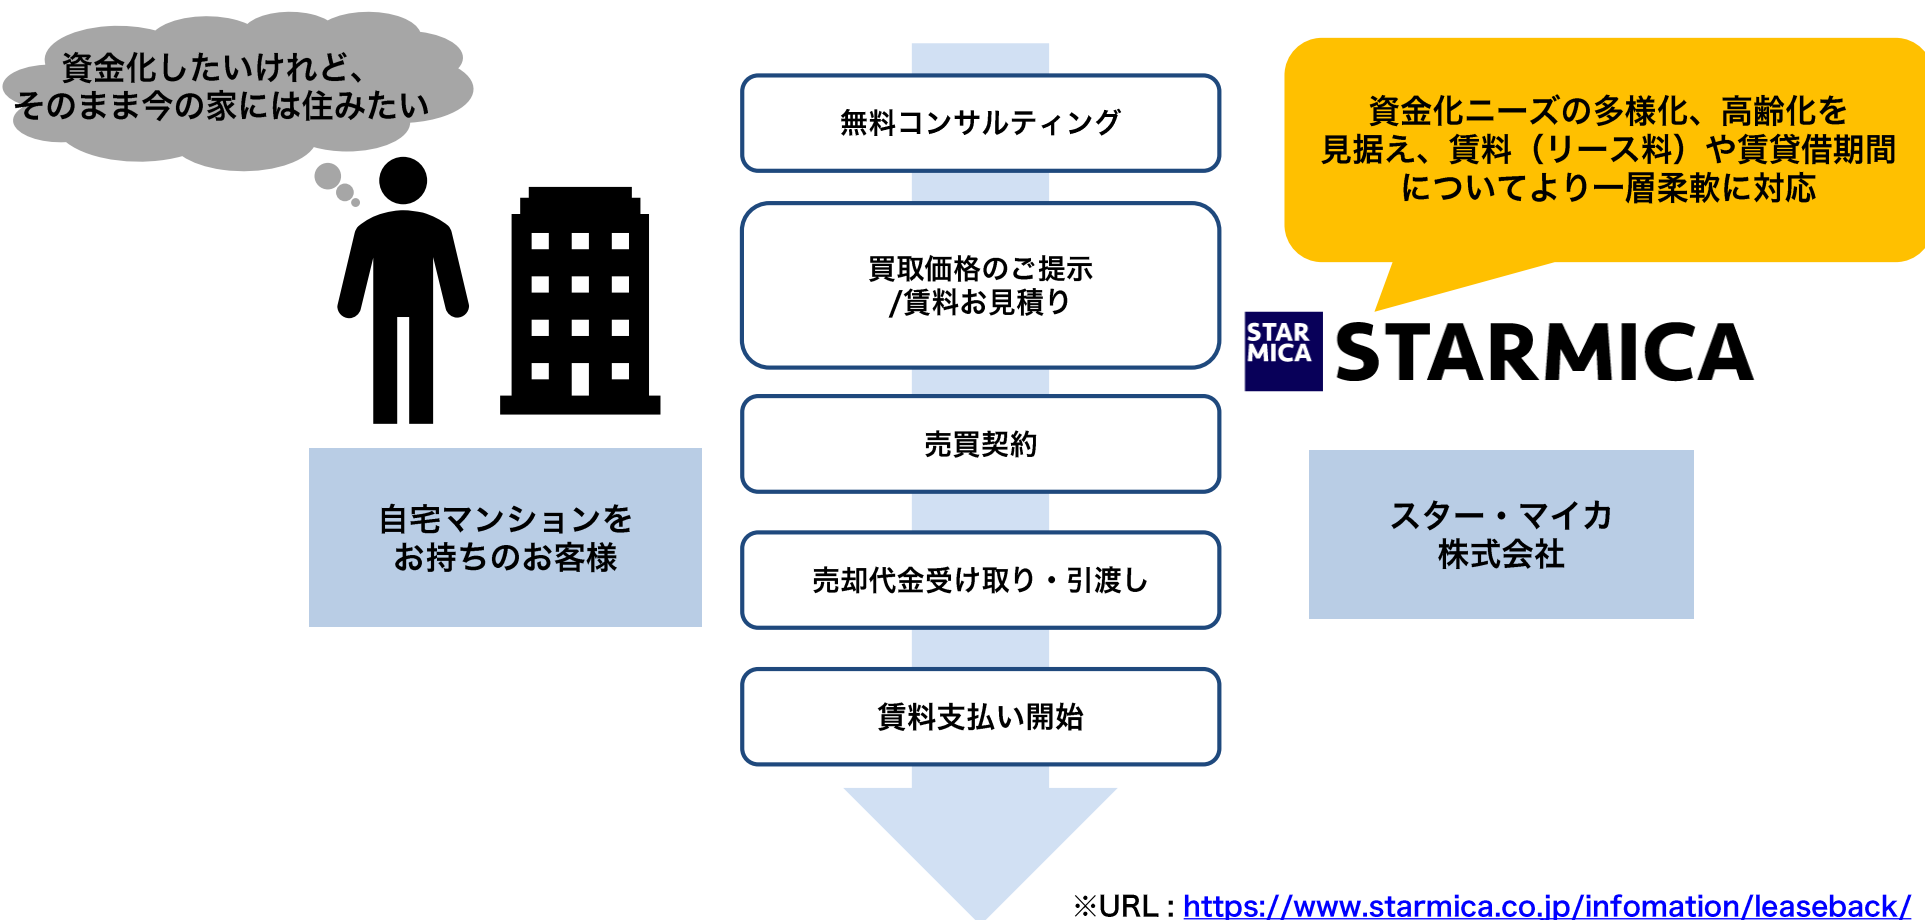 資金化したいけれど、
そのまま今の家には住みたい
自宅マンションを
お持ちのお客様
無料コンサルティング
買取価格のご提示
/賃料お見積り
売買契約
売却代金受け取り・引渡し
賃料支払い開始
資金化ニーズの多様化、高齢化を
見据え、賃料（リース料）や賃貸借期間
についてより一層柔軟に対応
STAR
MICA
STARMICA
スター・マイカ
株式会社
※URL : https://www.starmica.co.jp/infomation/leaseback/